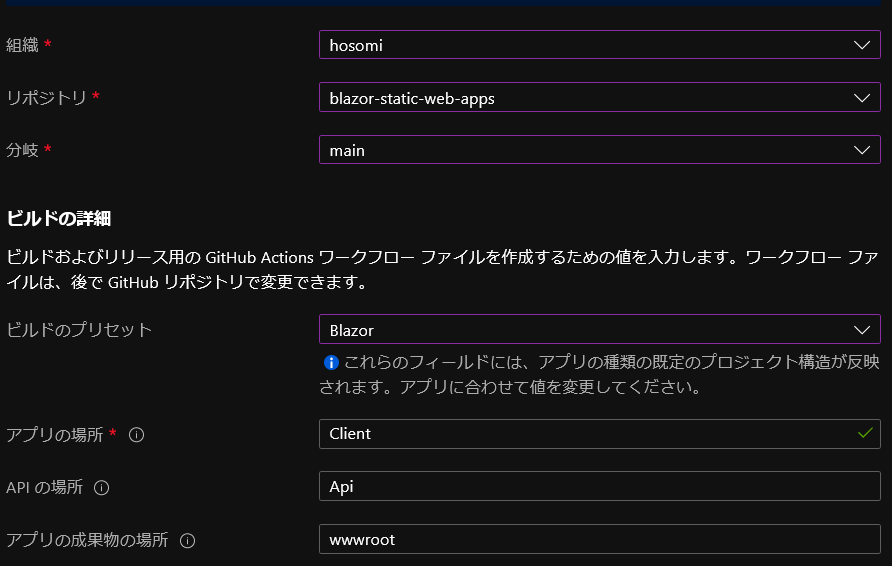 組織 * hosomi
リポジトリ * blazor-static-web-apps
分岐 * main
ビルドの詳細
ビルドおよびリリース用の GitHub Actions ワークフロー ファイルを作成するための値を入力します。ワークフロー ファ
イルは、後で GitHub リポジトリで変更できます。
ビルドのプリセット Blazor
これらのフィールドには、アプリの種類の既定のプロジェクト構造が反映
されます。アプリに合わせて値を変更してください。
アプリの場所 * Client
API の場所 Api
アプリの成果物の場所 wwwroot